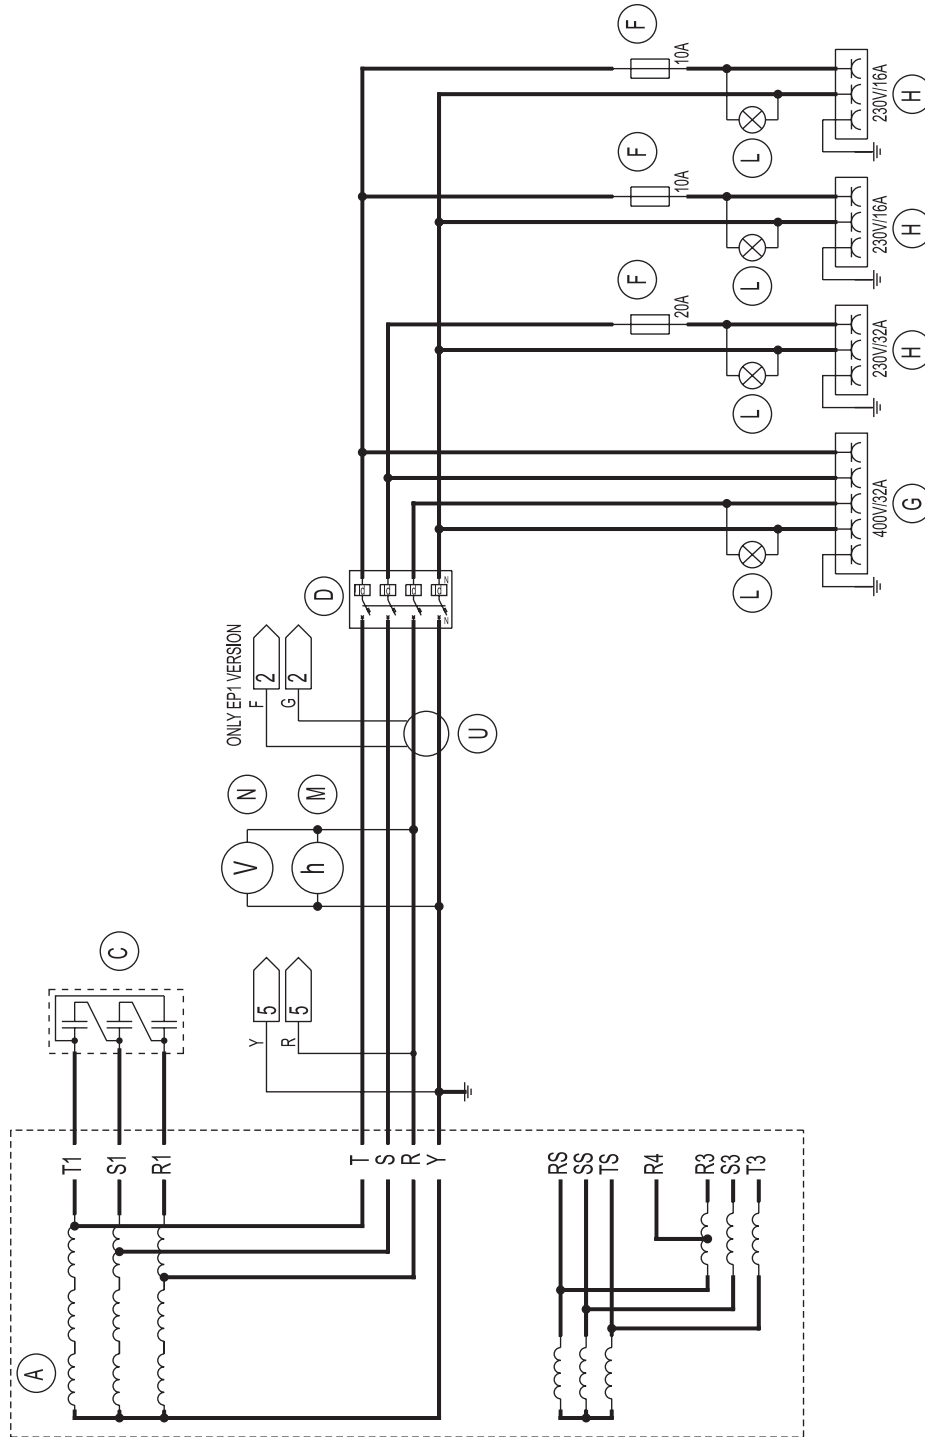 F
10A
230V/16A
H
L
F
10A
230V/16A
H
L
F
20A
230V/32A
H
L
400V/32A
G
L
D
d
d
d
d
N
N
ONLY EP1 VERSION
F
2
G
2
U
N
M
V
h
C
Y
5
R
5
T1
S1
R1
T
S
R
Y
RS
SS
TS
R4
R3
S3
T3
A